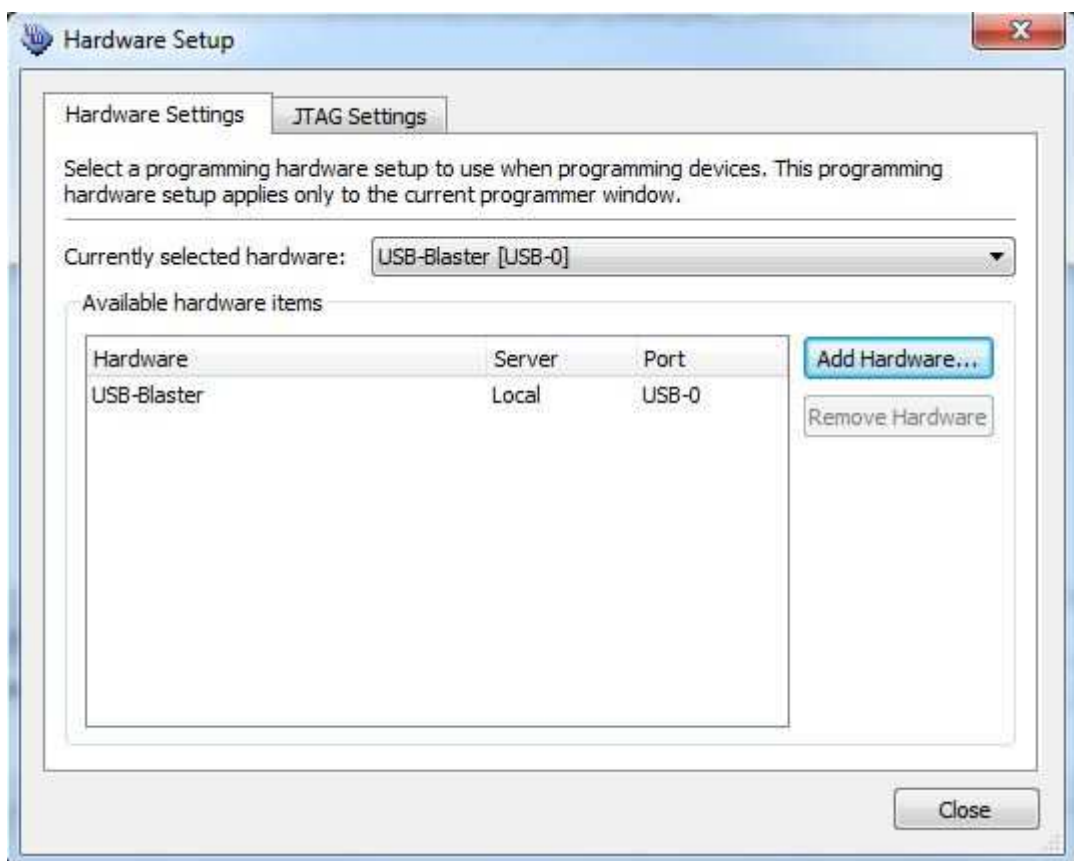 Hardware Setup
Hardware Settings
JTAG Settings
Select a programming hardware setup to use when programming devices. This programming
hardware setup applies only to the current programmer window.
Currently selected hardware:
USB-Blaster [USB-0]
Available hardware items
Hardware Server Port
USB-Blaster Local USB-0
Add Hardware...
Remove Hardware
Close